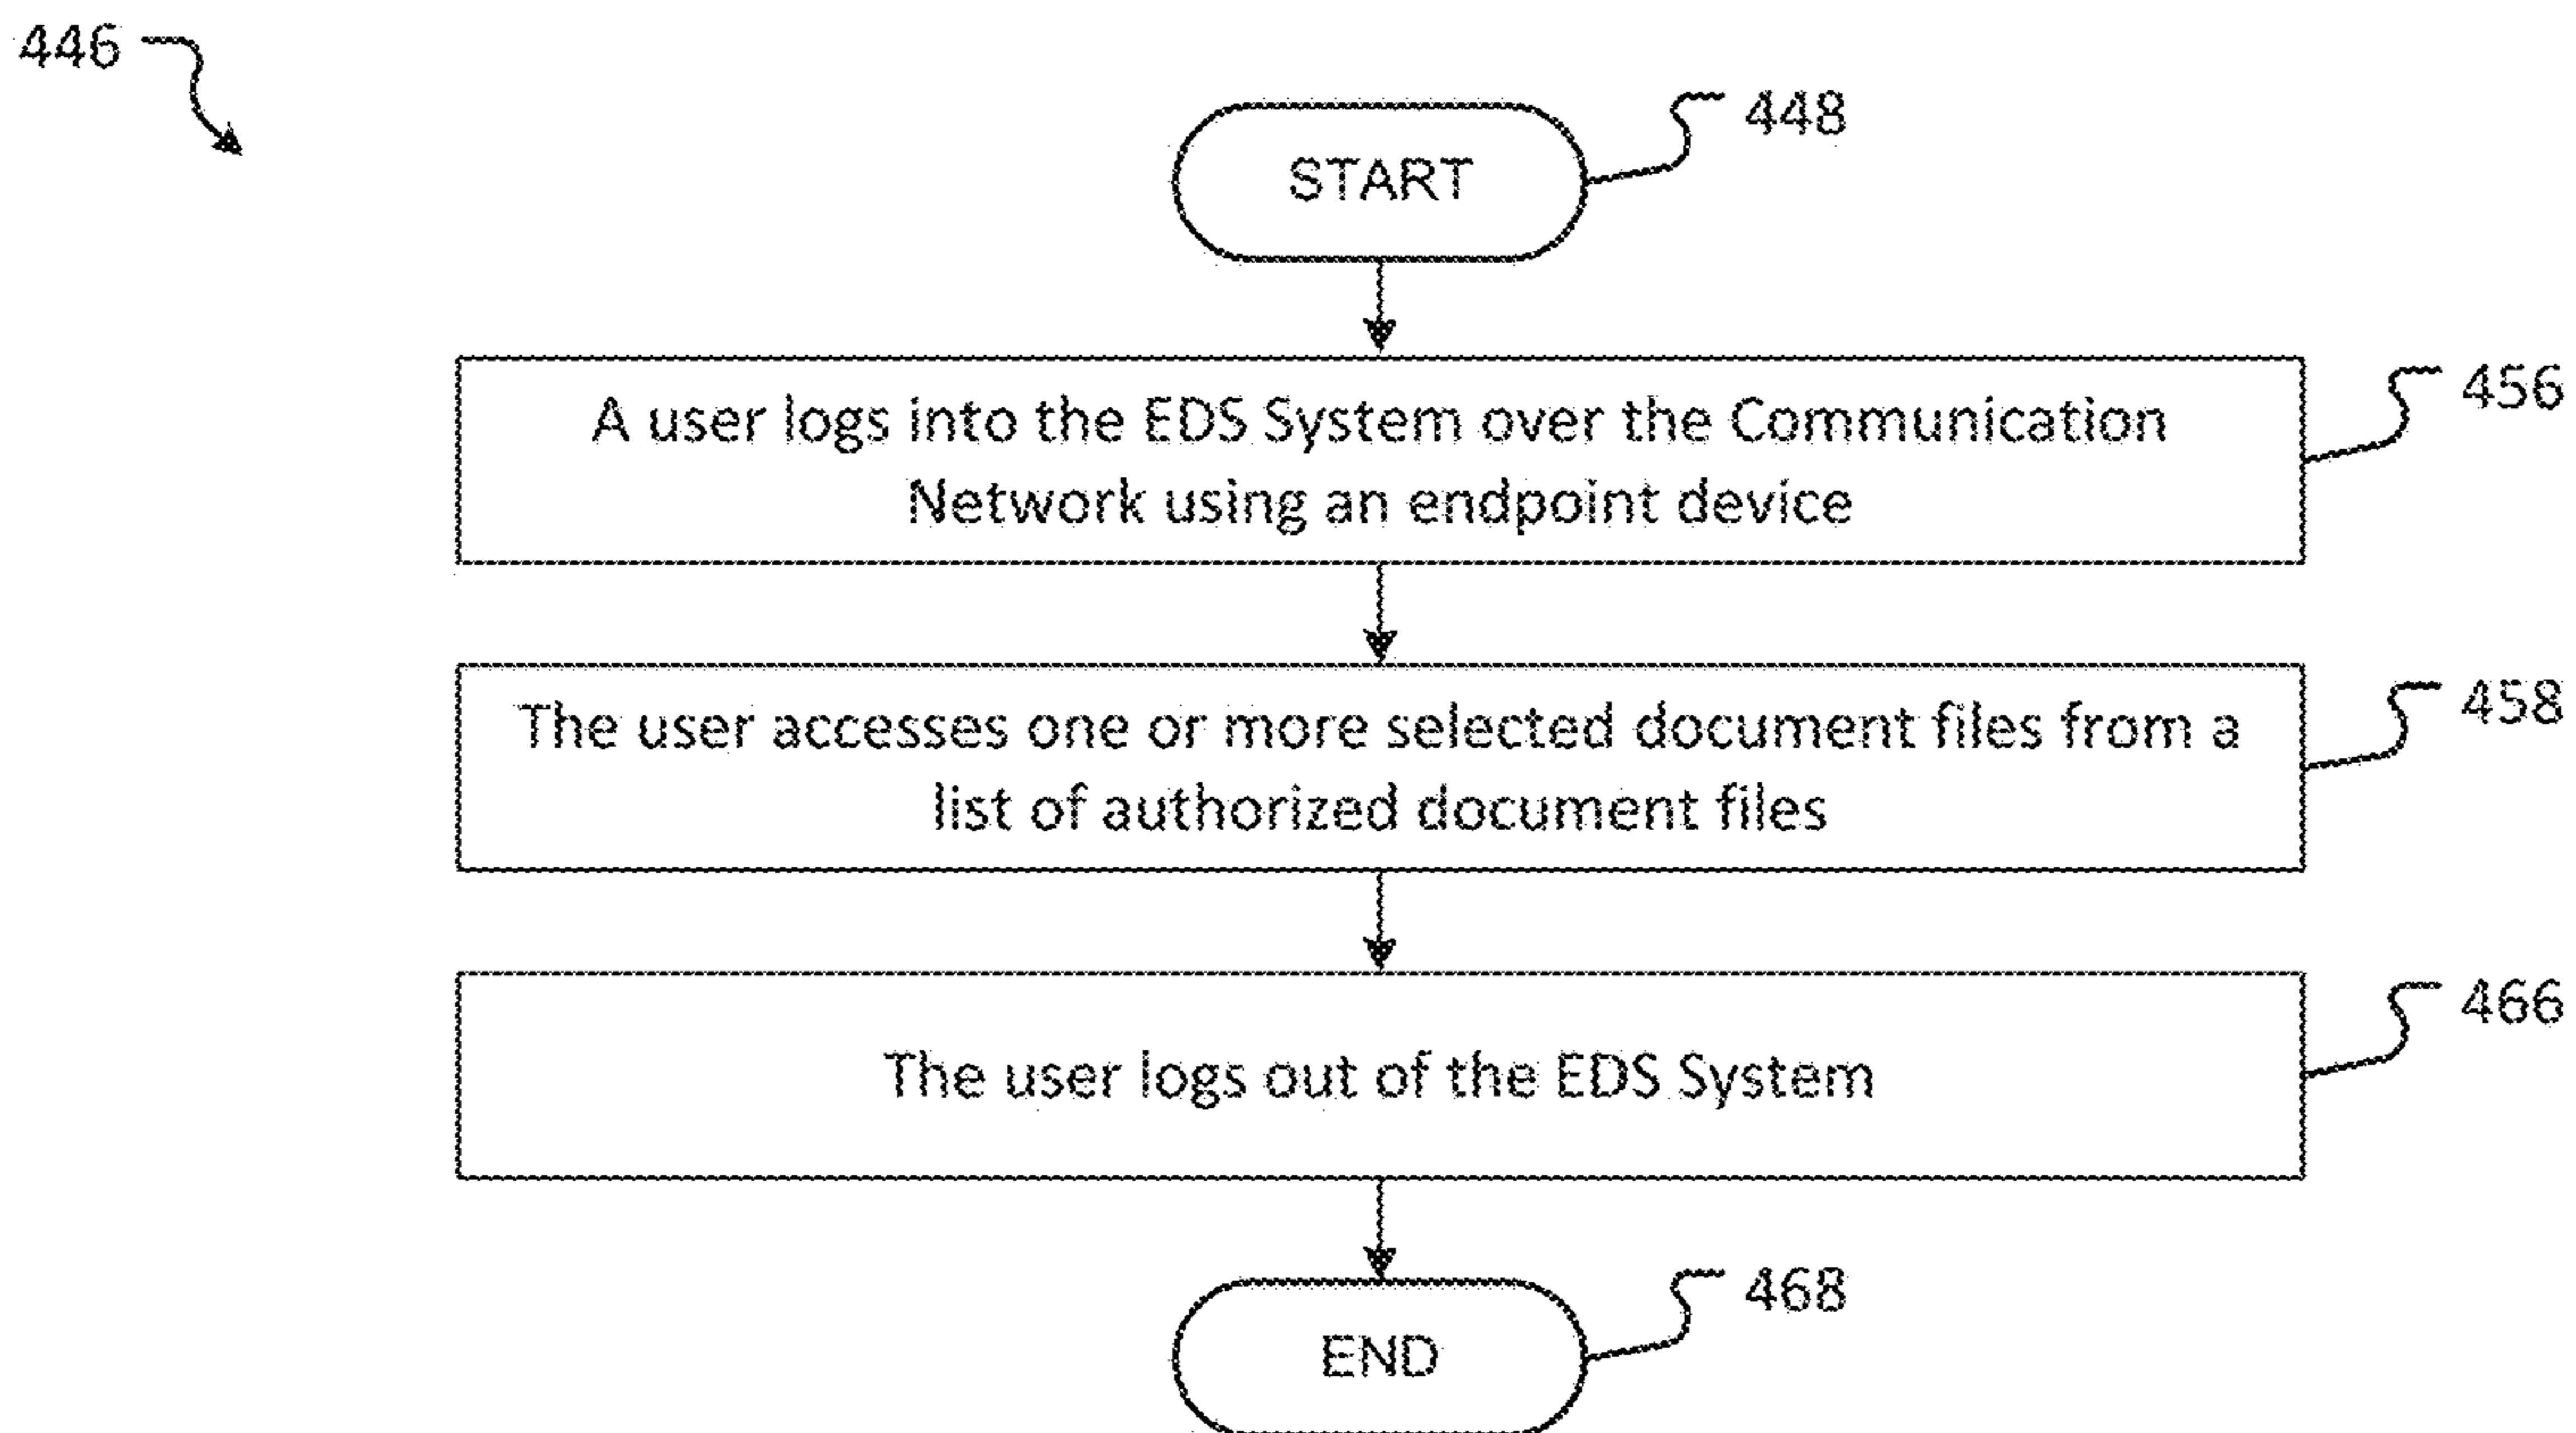 446
START
448
A user logs into the EDS System over the Communication
Network using an endpoint device
456
The user accesses one or more selected document files from a
list of authorized document files
458
The user logs out of the EDS System
466
END
468